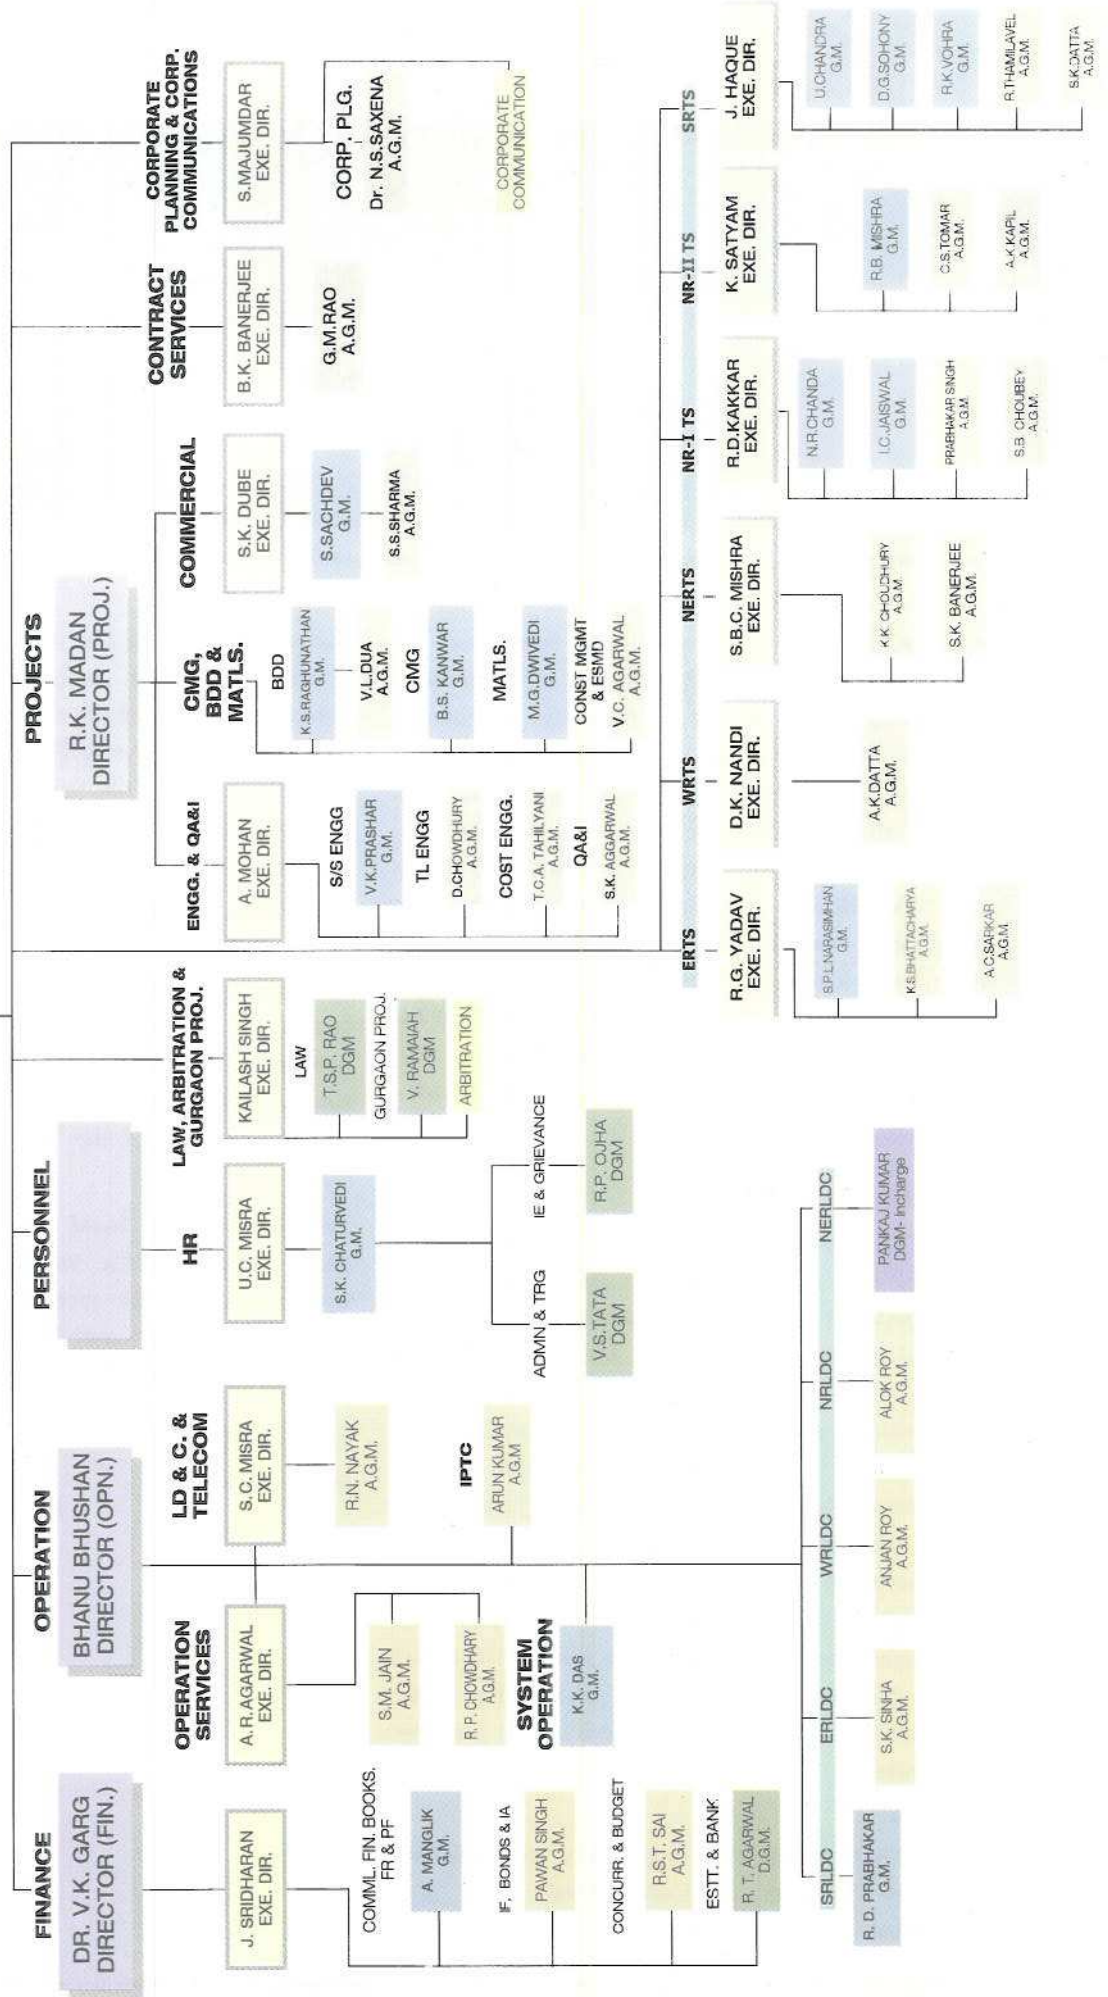 FINANCE
DR. V.K. GARG
DIRECTOR (FIN.)
J. SRIDHARAN
EXE. DIR.
COMML. FIN. BOOKS.
FR & PF
A. MANGLIK
G.M.
IF, BONDS & IA
PAWAN SINGH
A.G.M.
CONCURR. & BUDGET
R.S.T. SAI
A.G.M.
ESTT. & BANK
R. T. AGARWAL
D.G.M.
OPERATION
BHANU BHUSHAN
DIRECTOR (OPN.)
OPERATION
SERVICES
A.R.AGARWAL
EXE. DIR.
S.M. JAIN
A.G.M.
R. P. CHOWDHARY
A.G.M.
SYSTEM
OPERATION
K.K. DAS
G.M.
LD & C. &
TELECOM
S.C. MISRA
EXE. DIR.
R.N. NAYAK
A.G.M.
IPTC
ARUN KUMAR
A.G.M
SRLDC
R. D. PRABHAKAR
G.M.
ERLDC
S.K. SINHA
A.G.M.
WRLDC
ANJAN ROY
A.G.M.
NRLDC
ALOK ROY
A.G.M.
NERLDC
PANKAJ KUMAR
DGM- Incharge
PERSONNEL
HR
U.C. MISRA
EXE. DIR.
S.K. CHATURVEDI
G.M.
ADMN & TRG
V.S.TATA
DGM
IE & GRIEVANCE
R.P. OJHA
DGM
LAW, ARBITRATION &
GURGAON PROJ.
KAILASH SINGH
EXE. DIR.
LAW
T.S.P. RAO
DGM
GURGAON PROJ.
V. RAMAIAH
DGM
ARBITRATION
PROJECTS
R.K. MADAN
DIRECTOR (PROJ.)
ENGG. & QA&I
A. MOHAN
EXE. DIR.
S/S ENGG
V.K.PRASHAR
G.M.
TL ENGG
D.CHOWDHURY
A.G.M.
COST ENGG.
T.C.A. TAHILYANI
A.G.M.
QA&I
S.K. AGGARWAL
A.G.M.
CMG,
BDD &
MATLS.
BDD
K.S.RAGHUNATHAN
G.M.
V.L.DUA
A.G.M.
CMG
B.S. KANWAR
G.M.
MATLS.
M.G.DWIVEDI
G.M.
CONST MGMT
& ESMD
V.C. AGARWAL
A.G.M.
COMMERCIAL
S.K. DUBE
EXE. DIR.
S.SACHDEV
G.M.
S.S.SHARMA
A.G.M.
CONTRACT
SERVICES
B.K. BANERJEE
EXE. DIR.
G.M.RAO
A.G.M.
CORPORATE
PLANNING & CORP.
COMMUNICATIONS
S.MAJUMDAR
EXE. DIR.
CORP. PLG.
Dr. N.S.SAXENA
A.G.M.
CORPORATE
COMMUNICATION
ERTS
R.G. YADAV
EXE. DIR.
S.P.L.NARASIMHAN
G.M.
K.S.BHATTACHARYA
A.G.M.
A.C.SARKAR
A.G.M.
WRTS
D.K. NANDI
EXE. DIR.
A.K.DATTA
A.G.M.
NERTS
S.B.C. MISHRA
EXE. DIR.
K.K. CHOUDHURY
A.G.M.
S.K. BANERJEE
A.G.M.
NR-I TS
R.D.KAKKAR
EXE. DIR.
N.R.CHANDA
G.M.
I.C.JAISWAL
G.M.
PRABHAKAR SINGH
A.G.M.
S.B. CHOUBEY
A.G.M.
NR-II TS
K. SATYAM
EXE. DIR.
R.B. MISHRA
G.M.
C.S.TOMAR
A.G.M.
A.K.KAPIL
A.G.M.
SRTS
J. HAQUE
EXE. DIR.
U.CHANDRA
G.M.
D.G.SOHONY
G.M.
R.K.VOHRA
G.M.
R.THAMILAVEL
A.G.M.
S.K.DATTA
A.G.M.